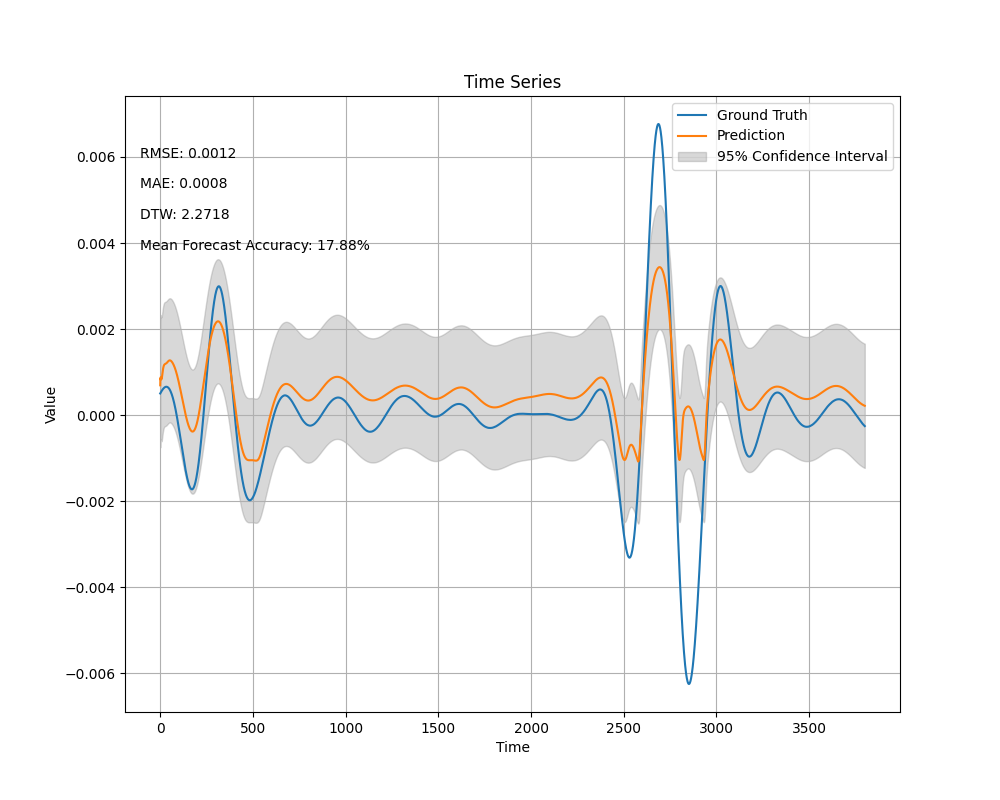 Time Series
Ground Truth
Prediction
95% Confidence Interval
RMSE: 0.0012
MAE: 0.0008
DTW: 2.2718
Mean Forecast Accuracy: 17.88%
Value
0.006
0.004
0.002
0.000
−0.002
−0.004
−0.006
0 500 1000 1500 2000 2500 3000 3500
Time